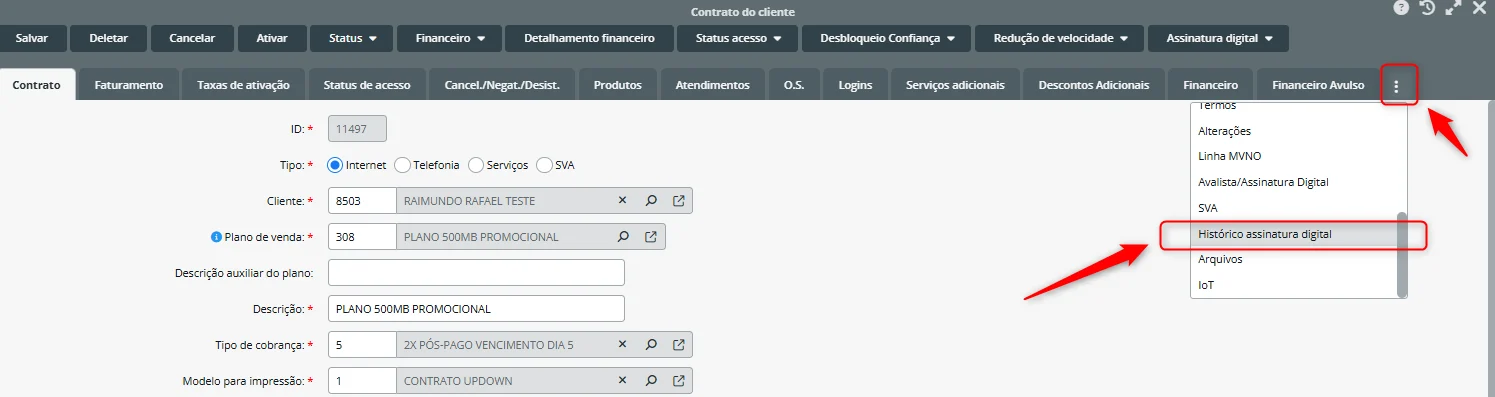 Contrato do cliente
Salvar Deletar Cancelar Ativar Status Financeiro Detalhamento financeiro Status acesso Desbloqueio Confiança Redução de velocidade Assinatura digital
Contrato Faturamento Taxas de ativação Status de acesso Cancel./Negat./Desist. Produtos Atendimentos O.S. Logins Serviços adicionais Descontos Adicionais Financeiro Financeiro Avulso
Termos
Alterações
Linha MVNO
Avalista/Assinatura Digital
SVA
Histórico assinatura digital
Arquivos
IoT
ID: * 11497
Tipo: * Internet Telefonia Serviços SVA
Cliente: * 8503 RAIMUNDO RAFAEL TESTE
Plano de venda: * 308 PLANO 500MB PROMOCIONAL
Descrição auxiliar do plano:
Descrição: * PLANO 500MB PROMOCIONAL
Tipo de cobrança: * 5 2X PÓS-PAGO VENCIMENTO DIA 5
Modelo para impressão: * 1 CONTRATO UPDOWN